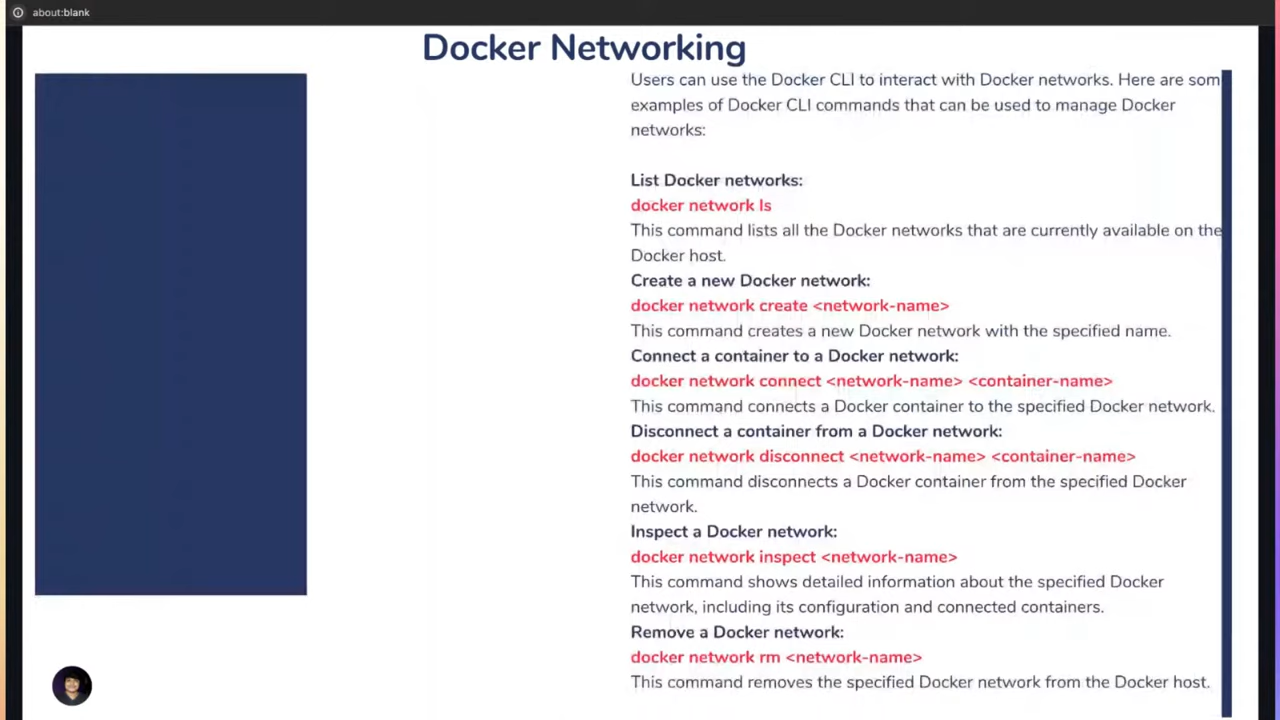 about:blank
Docker Networking
Users can use the Docker CLI to interact with Docker networks. Here are som
examples of Docker CLI commands that can be used to manage Docker
networks:
List Docker networks:
docker network ls
This command lists all the Docker networks that are currently available on the
Docker host.
Create a new Docker network:
docker network create <network-name>
This command creates a new Docker network with the specified name.
Connect a container to a Docker network:
docker network connect <network-name> <container-name>
This command connects a Docker container to the specified Docker network.
Disconnect a container from a Docker network:
docker network disconnect <network-name> <container-name>
This command disconnects a Docker container from the specified Docker
network.
Inspect a Docker network:
docker network inspect <network-name>
This command shows detailed information about the specified Docker
network, including its configuration and connected containers.
Remove a Docker network:
docker network rm <network-name>
This command removes the specified Docker network from the Docker host.